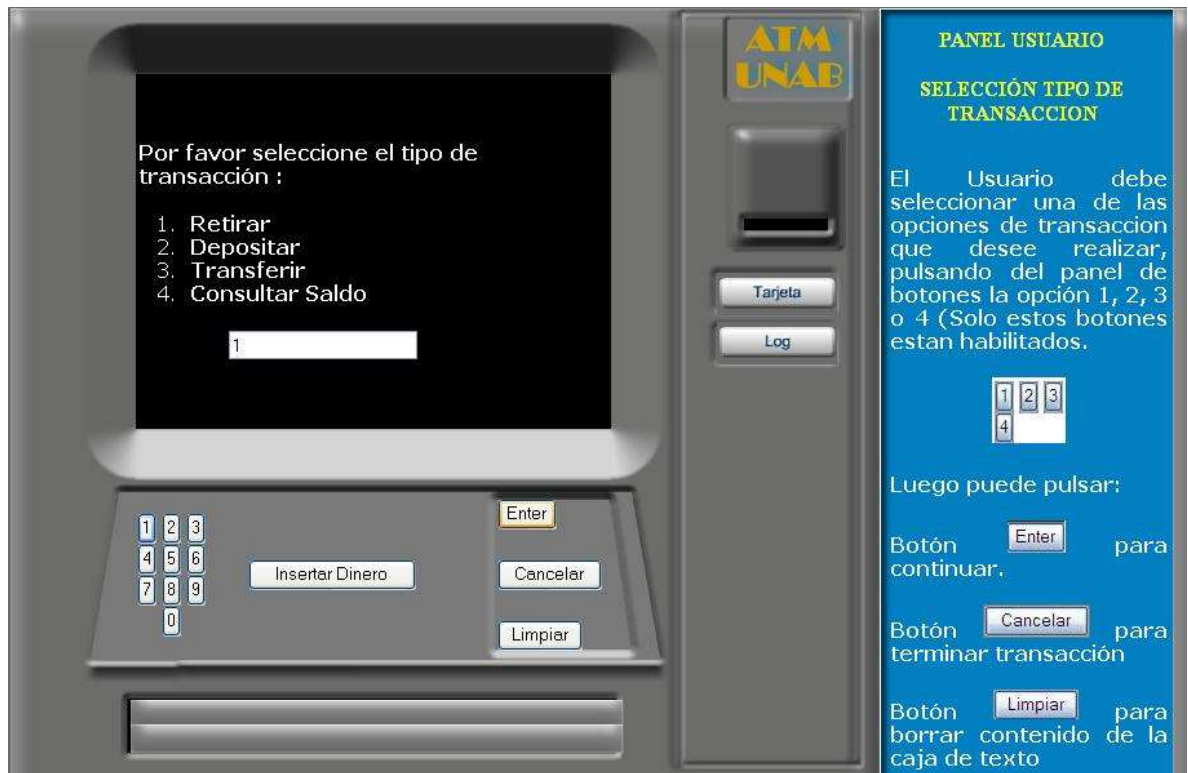 ATM
UNAB
Por favor seleccione el tipo de
transacción :
1. Retirar
2. Depositar
3. Transferir
4. Consultar Saldo
1
Tarjeta
Log
1 2 3
4 5 6
7 8 9
0
Insertar Dinero
Enter
Cancelar
Limpiar
PANEL USUARIO
SELECCIÓN TIPO DE
TRANSACCION
El Usuario debe
seleccionar una de las
opciones de transaccion
que desee realizar,
pulsando del panel de
botones la opción 1, 2, 3
o 4 (Solo estos botones
estan habilitados.
1 2 3
4
Luego puede pulsar:
Botón Enter para
continuar.
Botón Cancelar para
terminar transacción
Botón Limpiar para
borrar contenido de la
caja de texto